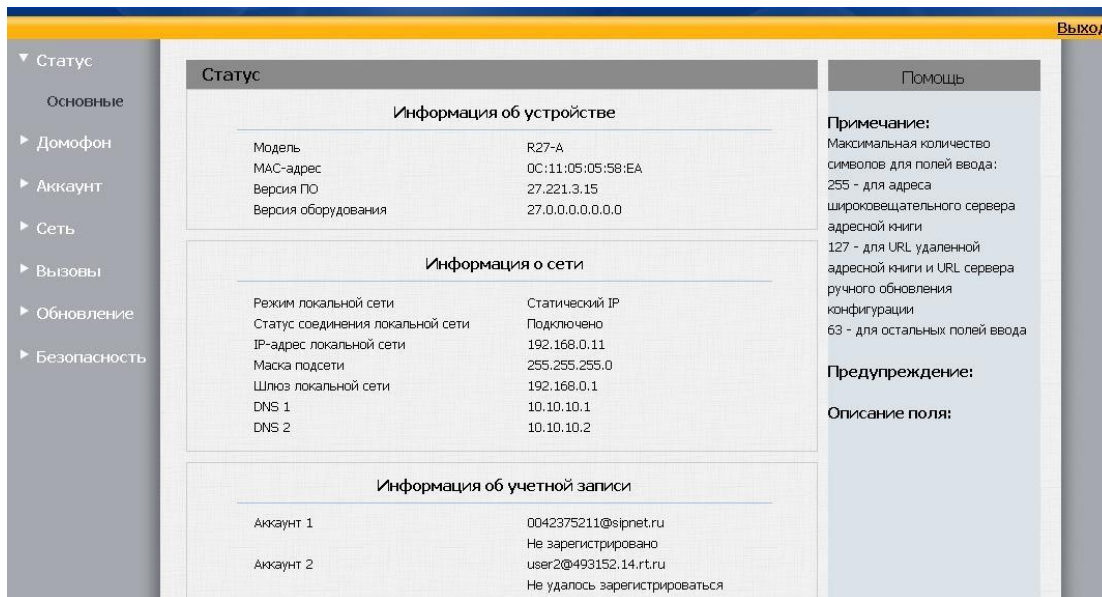 Выход
Статус
Основные
Домофон
Аккаунт
Сеть
Вызовы
Обновление
Безопасность
Статус
Информация об устройстве
Модель R27-A
MAC-адрес 0C:11:05:05:58:EA
Версия ПО 27.221.3.15
Версия оборудования 27.0.0.0.0.0.0.0
Информация о сети
Режим локальной сети Статический IP
Статус соединения локальной сети Подключено
IP-адрес локальной сети 192.168.0.11
Маска подсети 255.255.255.0
Шлюз локальной сети 192.168.0.1
DNS 1 10.10.10.1
DNS 2 10.10.10.2
Информация об учетной записи
Аккаунт 1 0042375211@sipnet.ru
Не зарегистрировано
Аккаунт 2 user2@493152.14.rt.ru
Не удалось зарегистрироваться
Помощь
Примечание:
Максимальная количество
символов для полей ввода:
255 - для адреса
широковещательного сервера
адресной книги
127 - для URL удаленной
адресной книги и URL сервера
ручного обновления
конфигурации
63 - для остальных полей ввода
Предупреждение:
Описание поля: